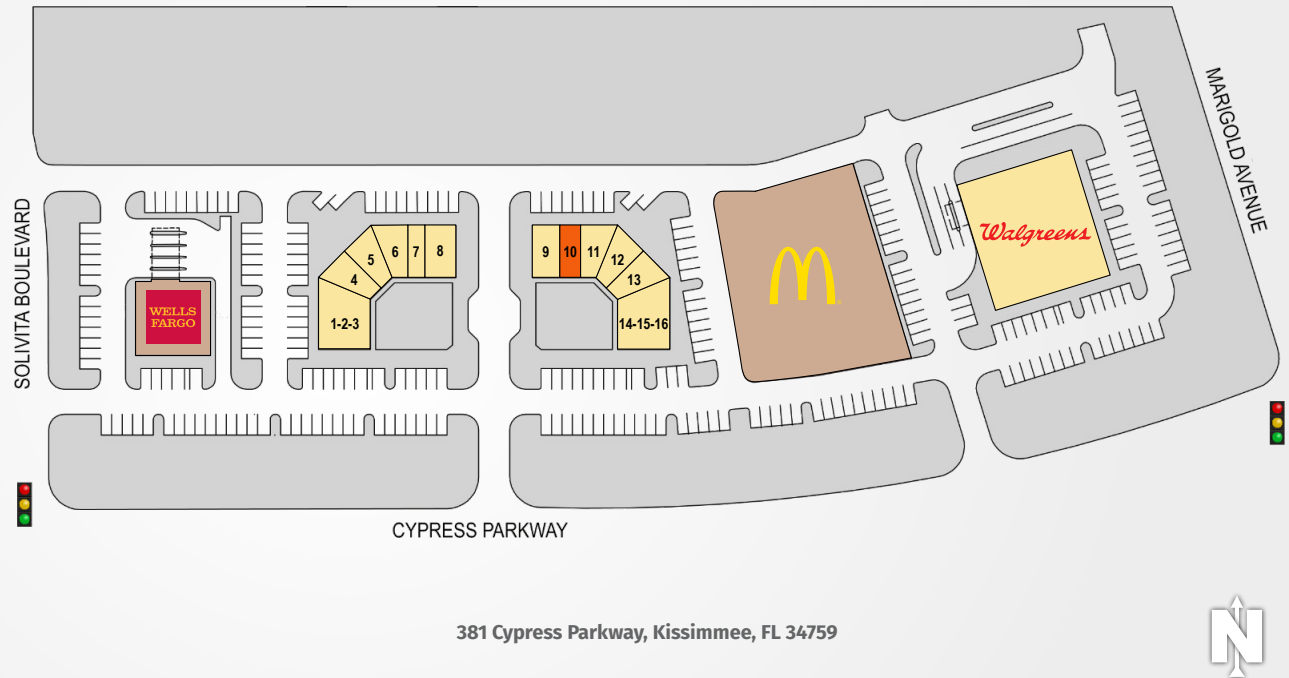 MARIGOLD AVENUE
SOLIVITA BOULEVARD
WELLS
FARGO
1-2-3
4
5
6
7
8
9
10
11
12
13
14-15-16
Walgreens
CYPRESS PARKWAY
381 Cypress Parkway, Kissimmee, FL 34759
N